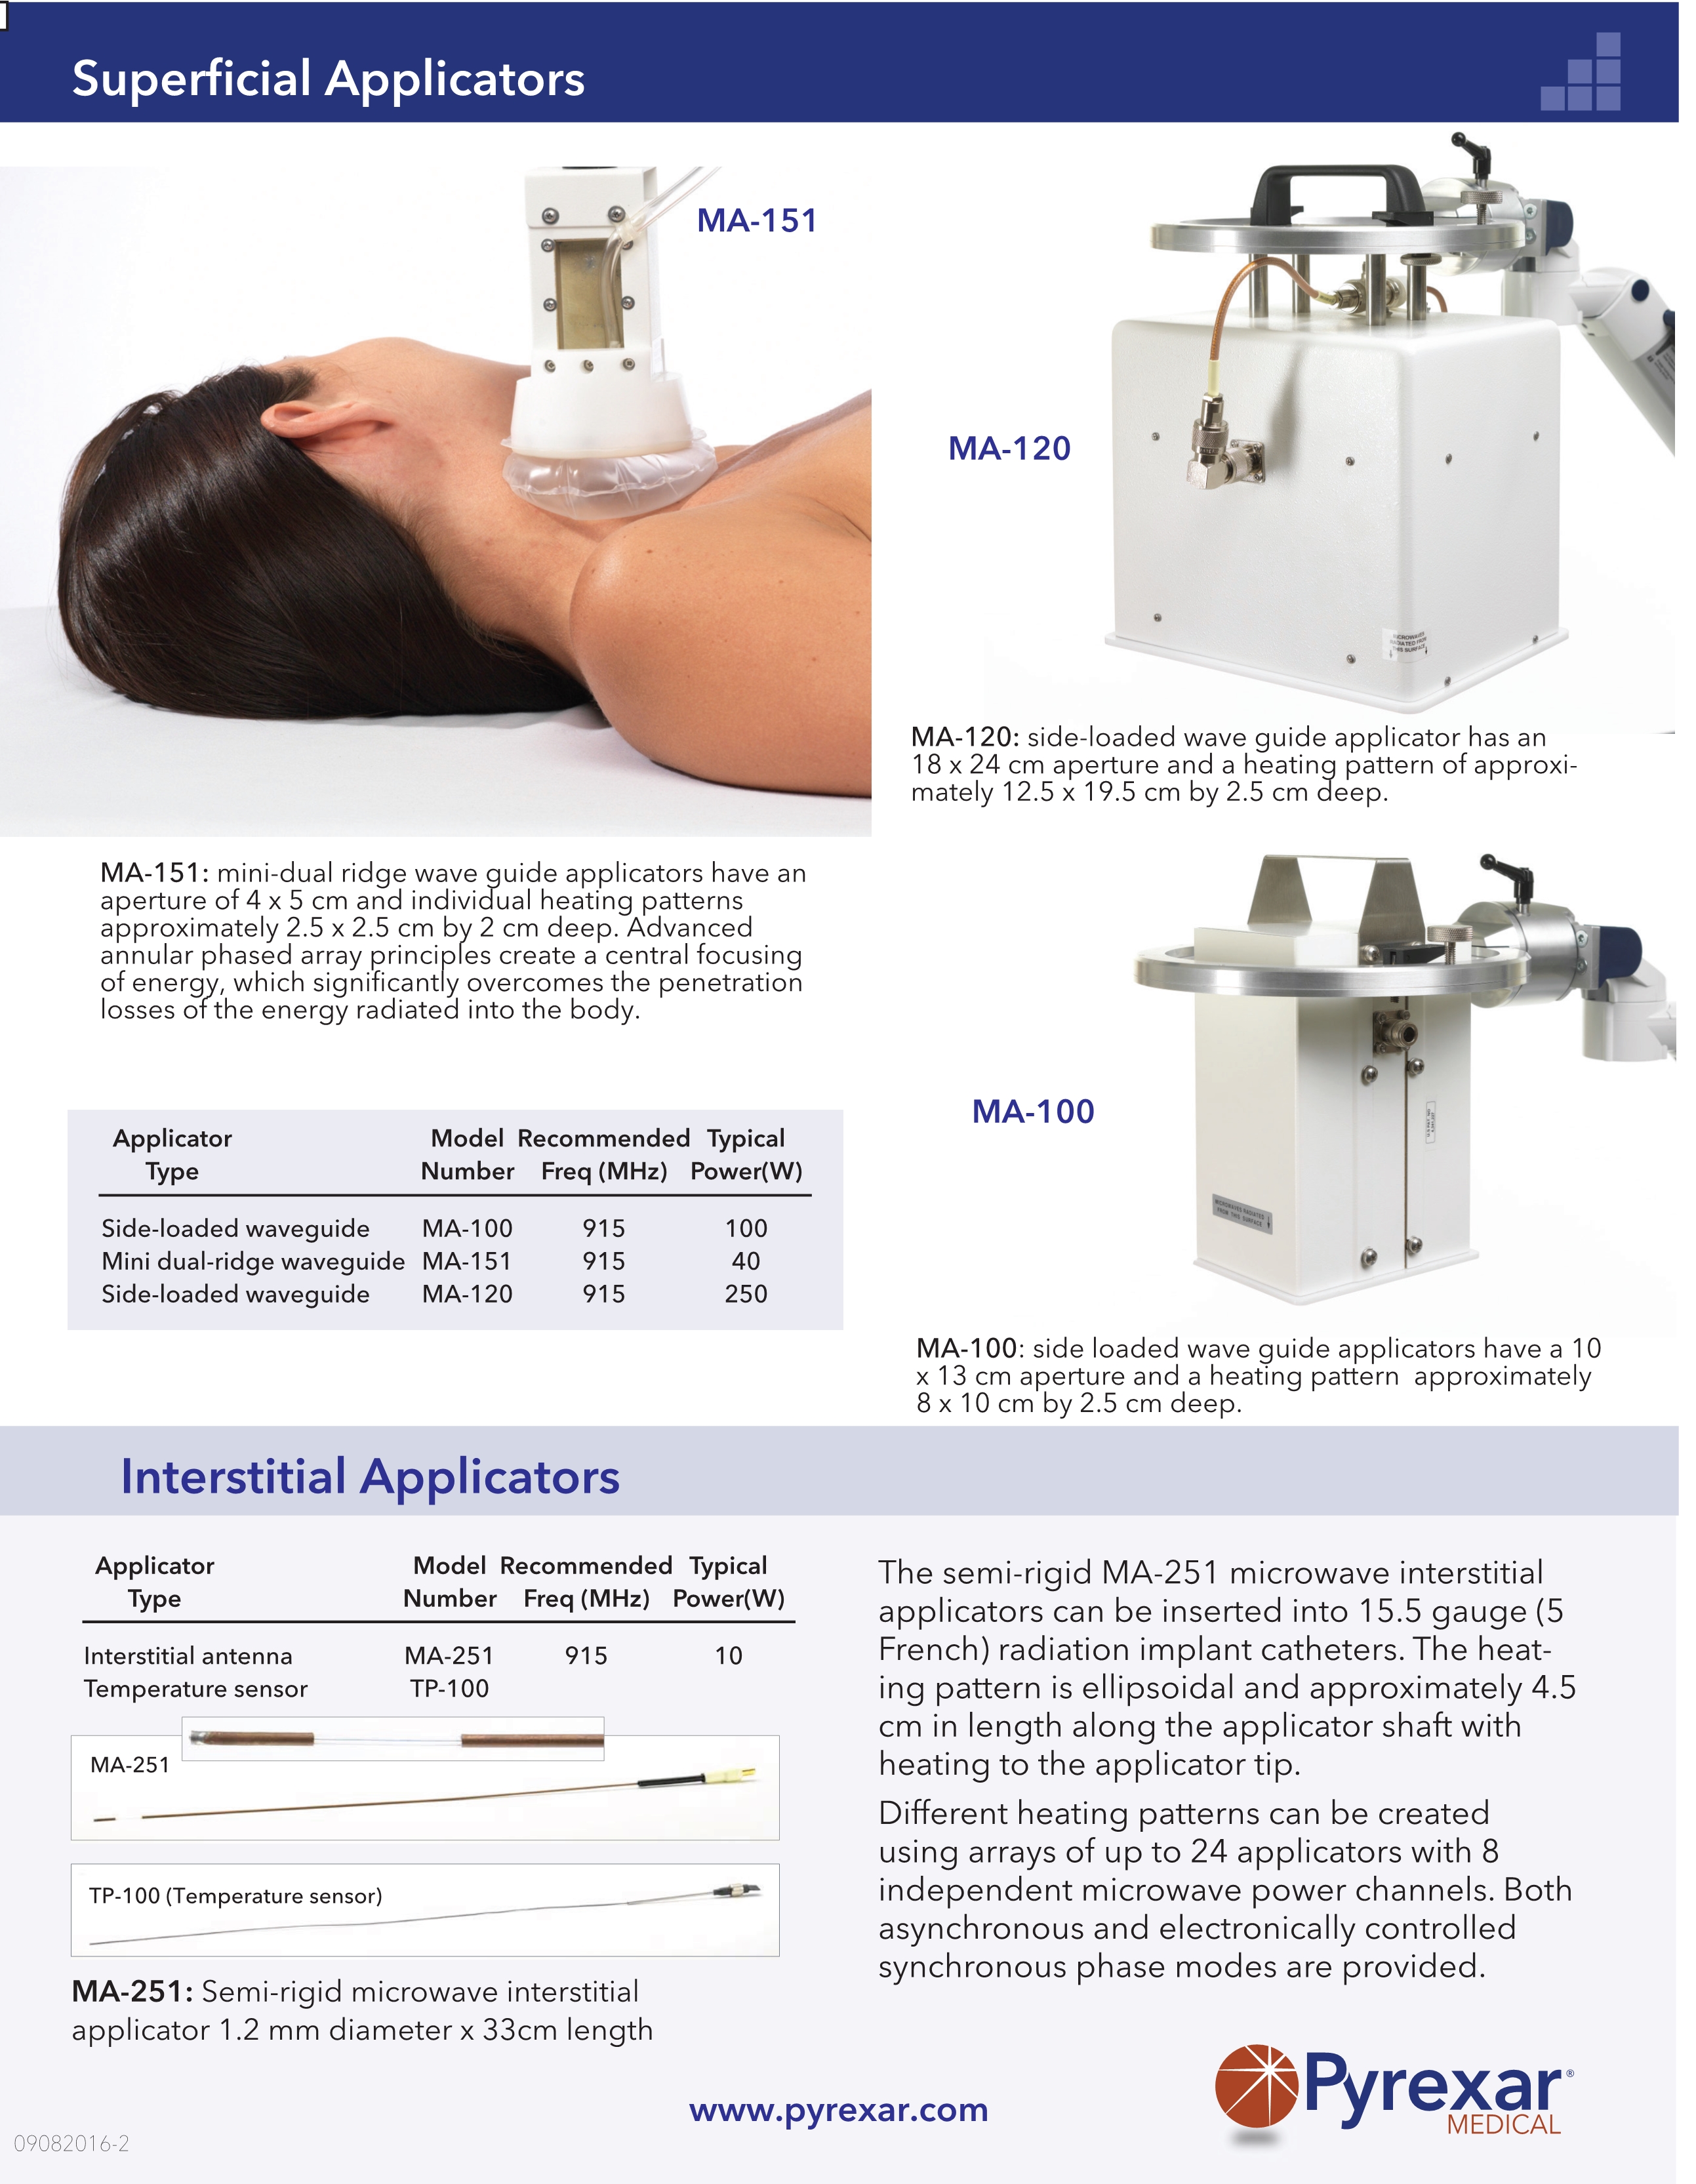 Superficial Applicators
MA-151
MA-120
MICROWAVES
RADIATED FROM
THIS SURFACE
MA-120: side-loaded wave guide applicator has an
18 x 24 cm aperture and a heating pattern of approxi-
mately 12.5 x 19.5 cm by 2.5 cm deep.
MA-151: mini-dual ridge wave guide applicators have an
aperture of 4 x 5 cm and individual heating patterns
approximately 2.5 x 2.5 cm by 2 cm deep. Advanced
annular phased array principles create a central focusing
of energy, which significantly overcomes the penetration
losses of the energy radiated into the body.
Applicator Model Recommended Typical
Type Number Freq (MHz) Power(W)
Side-loaded waveguide MA-100 915 100
Mini dual-ridge waveguide MA-151 915 40
Side-loaded waveguide MA-120 915 250
MA-100
MICROWAVES RADIATED
FROM THIS SURFACE
MA-100: side loaded wave guide applicators have a 10
x 13 cm aperture and a heating pattern approximately
8 x 10 cm by 2.5 cm deep.
Interstitial Applicators
Applicator Model Recommended Typical
Type Number Freq (MHz) Power(W)
Interstitial antenna MA-251 915 10
Temperature sensor TP-100
MA-251
TP-100 (Temperature sensor)
MA-251: Semi-rigid microwave interstitial
applicator 1.2 mm diameter x 33cm length
The semi-rigid MA-251 microwave interstitial
applicators can be inserted into 15.5 gauge (5
French) radiation implant catheters. The heat-
ing pattern is ellipsoidal and approximately 4.5
cm in length along the applicator shaft with
heating to the applicator tip.
Different heating patterns can be created
using arrays of up to 24 applicators with 8
independent microwave power channels. Both
asynchronous and electronically controlled
synchronous phase modes are provided.
www.pyrexar.com
Pyrexar®
MEDICAL
09082016-2